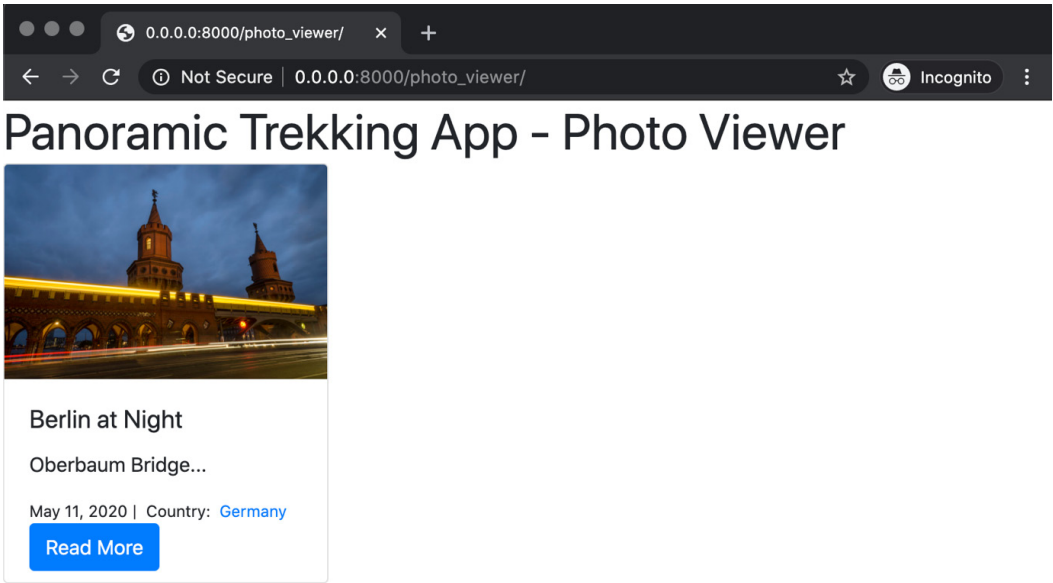 0.0.0.0:8000/photo_viewer/
Not Secure | 0.0.0.0:8000/photo_viewer/
Incognito
Panoramic Trekking App - Photo Viewer
Berlin at Night
Oberbaum Bridge...
May 11, 2020 | Country: Germany
Read More